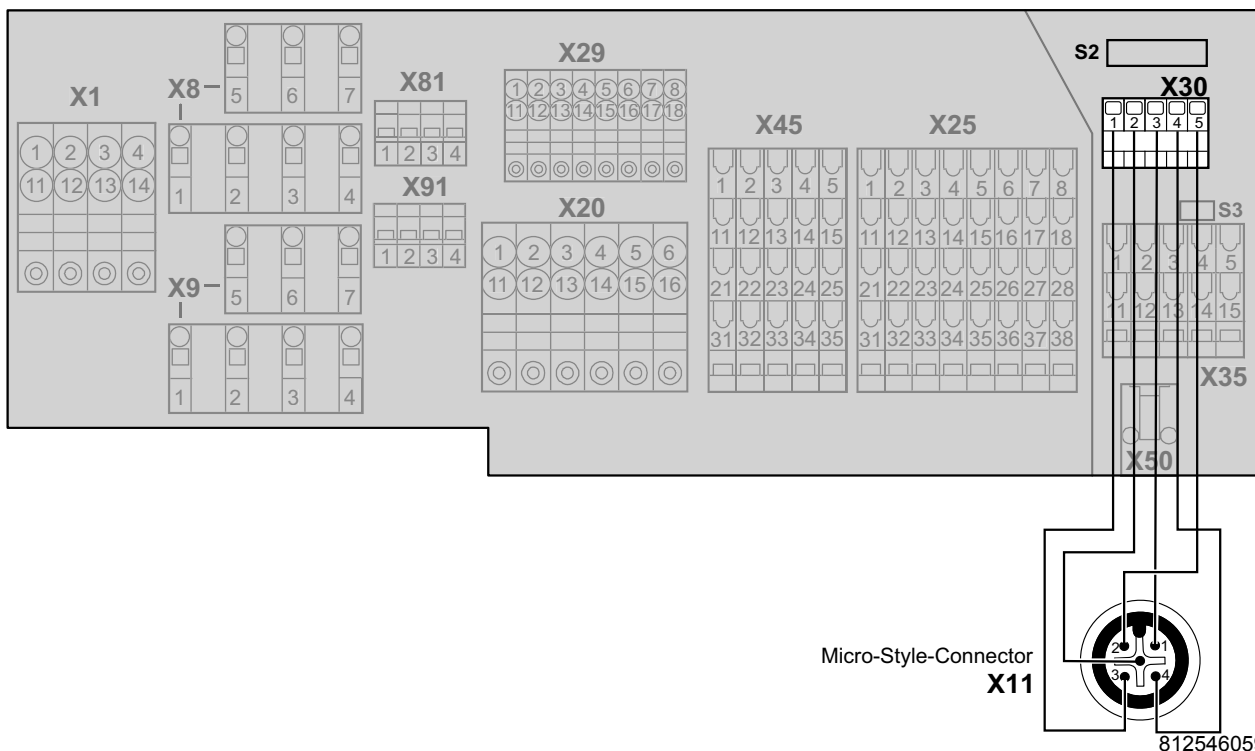 S2
X30
1 2 3 4 5
X1
1 2 3 4
11 12 13 14
X8
5 6 7
1 2 3 4
X9
5 6 7
1 2 3 4
X81
1 2 3 4
X91
1 2 3 4
X29
1 2 3 4 5 6 7 8
11 12 13 14 15 16 17 18
X20
1 2 3 4 5 6
11 12 13 14 15 16
X45
1 2 3 4 5
11 12 13 14 15
21 22 23 24 25
31 32 33 34 35
X25
1 2 3 4 5 6 7 8
11 12 13 14 15 16 17 18
21 22 23 24 25 26 27 28
31 32 33 34 35 36 37 38
S3
1 2 3 4 5
11 12 13 14 15
X35
X50
Micro-Style-Connector
X11
2 1
3 4
812546059